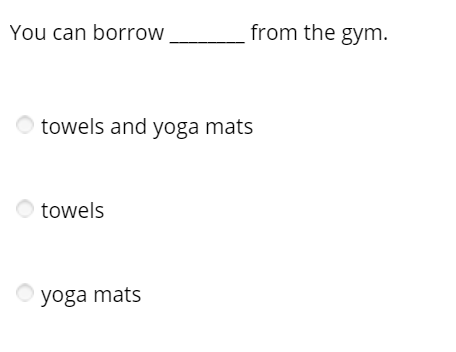 You can borrow ________ from the gym.
towels and yoga mats
towels
yoga mats